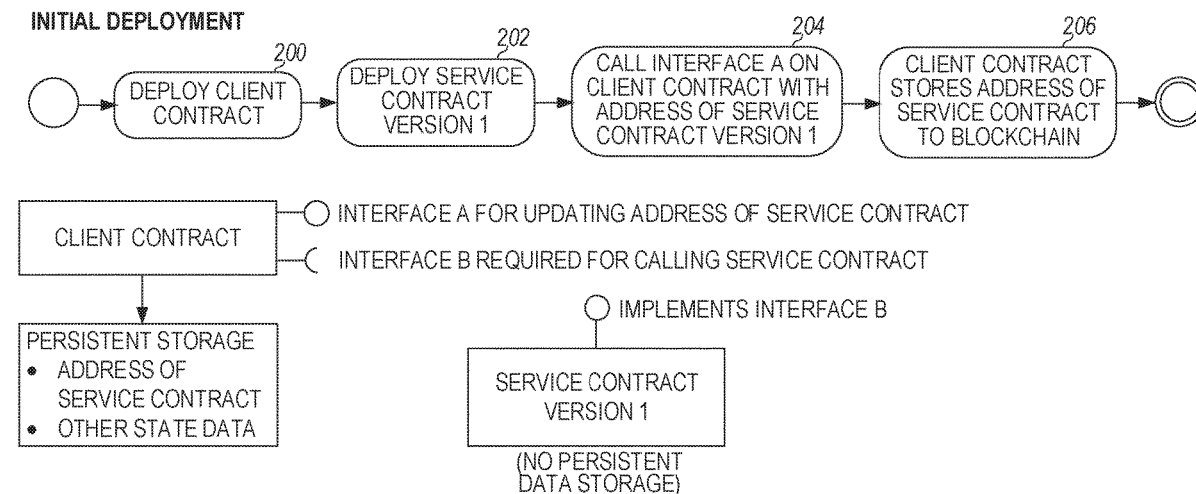 INITIAL DEPLOYMENT
200
DEPLOY CLIENT
CONTRACT
202
DEPLOY SERVICE
CONTRACT
VERSION 1
204
CALL INTERFACE A ON
CLIENT CONTRACT WITH
ADDRESS OF SERVICE
CONTRACT VERSION 1
206
CLIENT CONTRACT
STORES ADDRESS OF
SERVICE CONTRACT
TO BLOCKCHAIN
CLIENT CONTRACT
INTERFACE A FOR UPDATING ADDRESS OF SERVICE CONTRACT
INTERFACE B REQUIRED FOR CALLING SERVICE CONTRACT
PERSISTENT STORAGE
• ADDRESS OF
SERVICE CONTRACT
• OTHER STATE DATA
IMPLEMENTS INTERFACE B
SERVICE CONTRACT
VERSION 1
(NO PERSISTENT
DATA STORAGE)